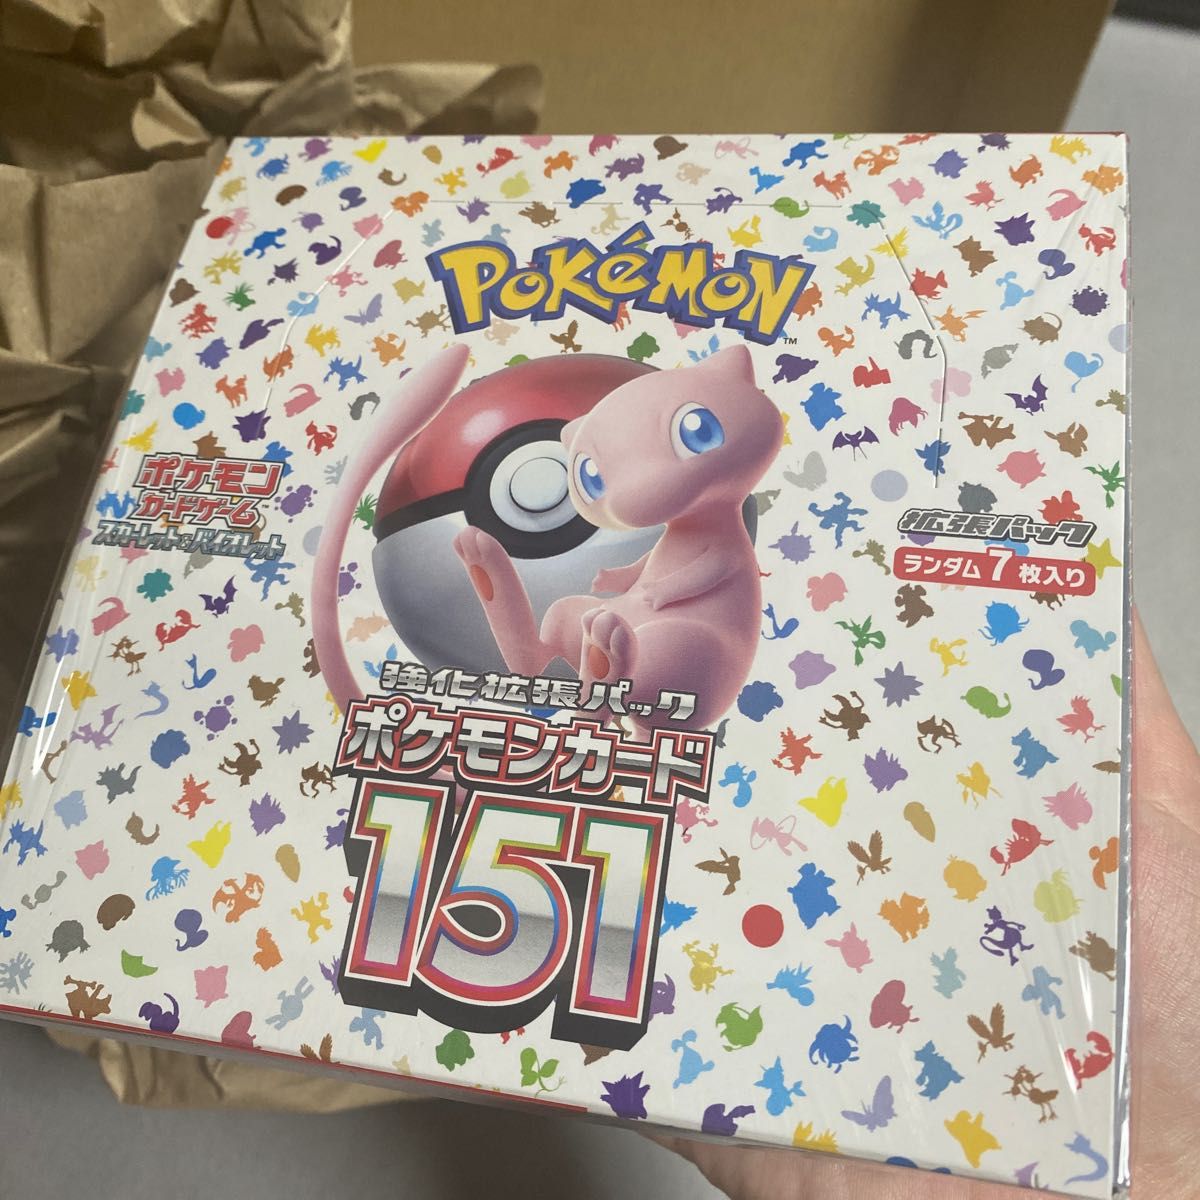 POKéMON
TM
ポケモン
カードゲーム
スカーレット&バイオレット
拡張パック
ランダム7枚入り
強化拡張パック
ポケモンカード
151